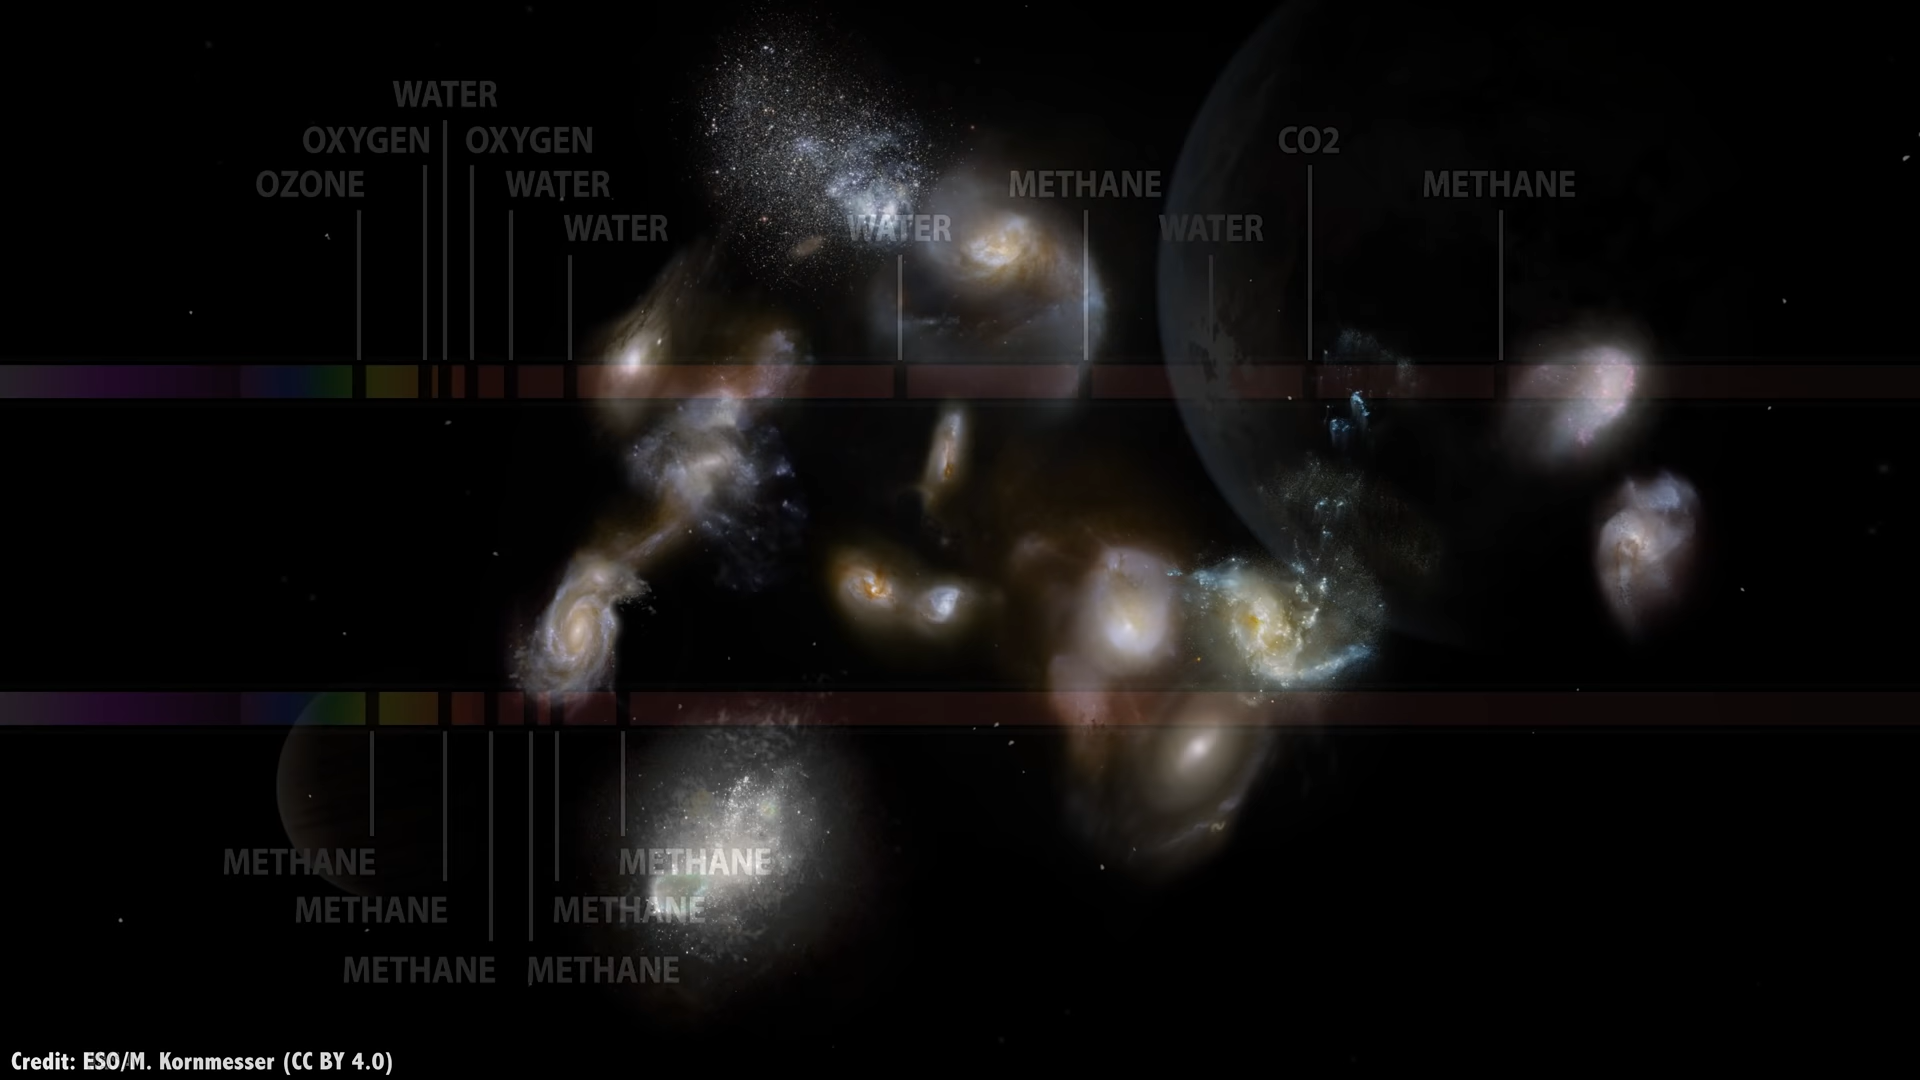 WATER
OXYGEN OXYGEN CO2
OZONE WATER METHANE METHANE
WATER WATER WATER
METHANE METHANE
METHANE METHANE
METHANE METHANE
Credit: ESO/M. Kornmesser (CC BY 4.0)